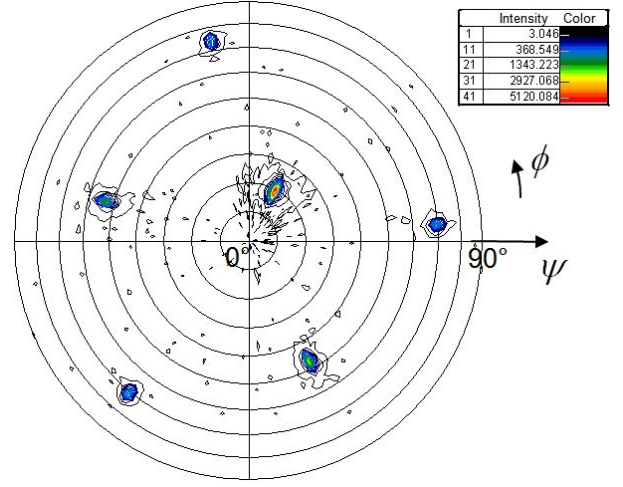 Intensity Color
1 3.046
11 368.549
21 1343.223
31 2927.068
41 5120.084
ϕ
0° 90°
ψ